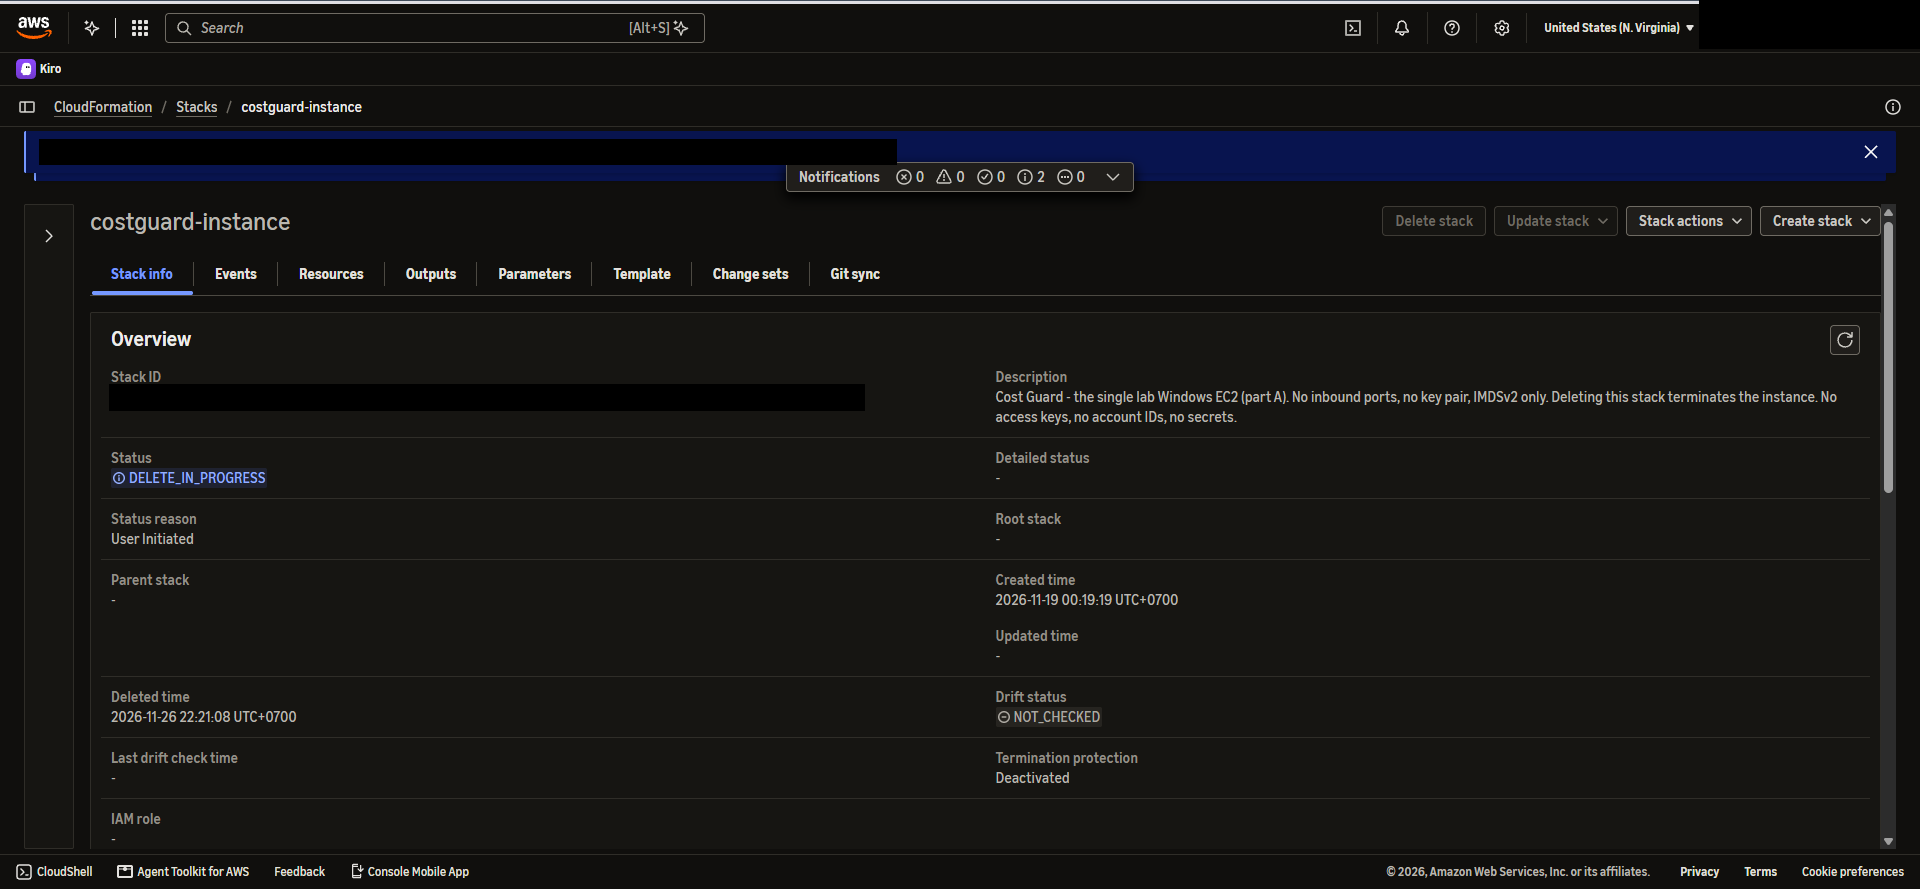 aws
Search [Alt+S]
United States (N. Virginia)
Kiro
CloudFormation / Stacks / costguard-instance
Notifications 0 0 0 2 0
costguard-instance
Delete stack Update stack Stack actions Create stack
Stack info Events Resources Outputs Parameters Template Change sets Git sync
Overview
Stack ID
Description
Cost Guard - the single lab Windows EC2 (part A). No inbound ports, no key pair, IMDSv2 only. Deleting this stack terminates the instance. No
access keys, no account IDs, no secrets.
Status
DELETE_IN_PROGRESS
Detailed status
-
Status reason
User Initiated
Root stack
-
Parent stack
-
Created time
2026-11-19 00:19:19 UTC+0700
Updated time
-
Deleted time
2026-11-26 22:21:08 UTC+0700
Drift status
NOT_CHECKED
Last drift check time
-
Termination protection
Deactivated
IAM role
-
CloudShell Agent Toolkit for AWS Feedback Console Mobile App © 2026, Amazon Web Services, Inc. or its affiliates. Privacy Terms Cookie preferences